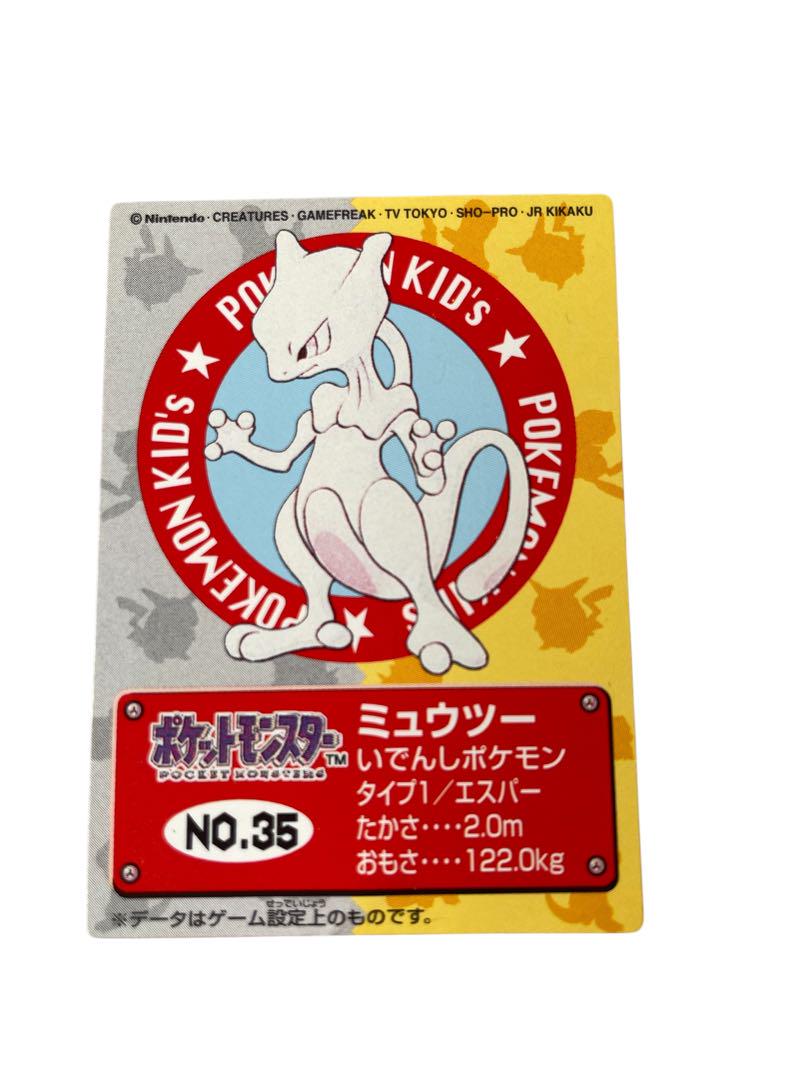 ©Nintendo・CREATURES・GAMEFREAK・TV TOKYO・SHO-PRO・JR KIKAKU
POKEMON KID's
POKEMON KID's
ポケットモンスター™
POCKET MONSTERS
NO.35
ミュウツー
いでんしポケモン
タイプ1/エスパー
たかさ‥‥2.0m
おもさ‥‥122.0kg
せっていじょう
※データはゲーム設定上のものです。